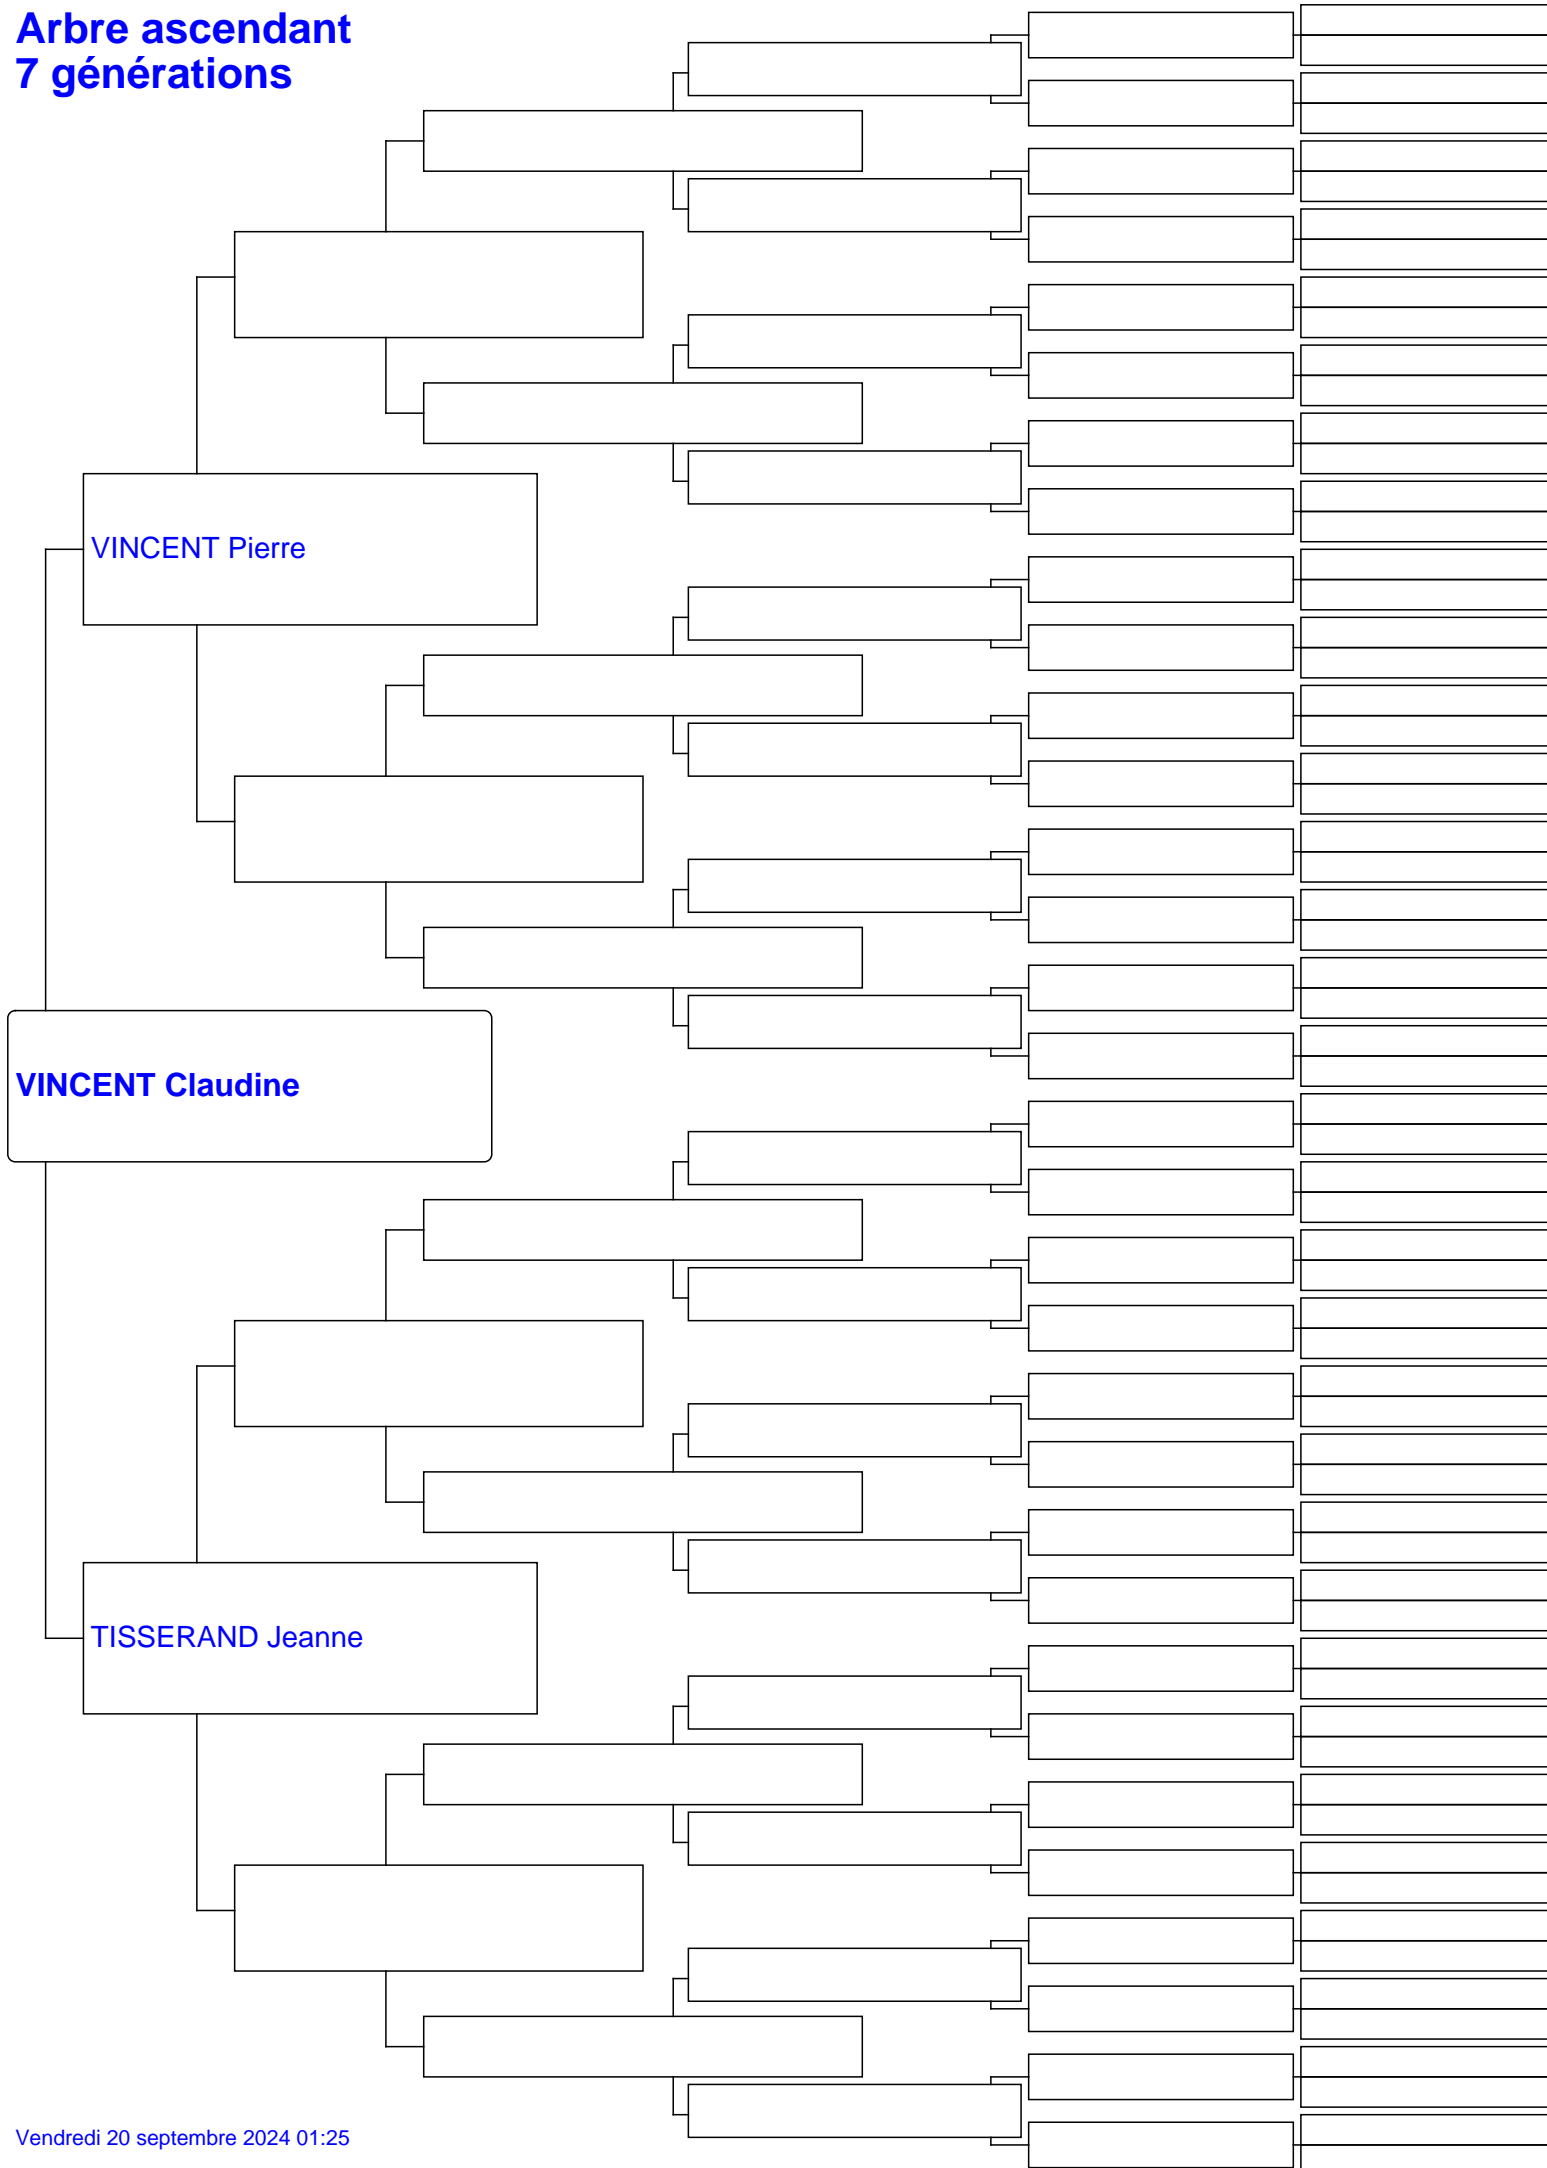 Arbre ascendant
7 générations
VINCENT Pierre
VINCENT Claudine
TISSERAND Jeanne
Vendredi 20 septembre 2024 01:25